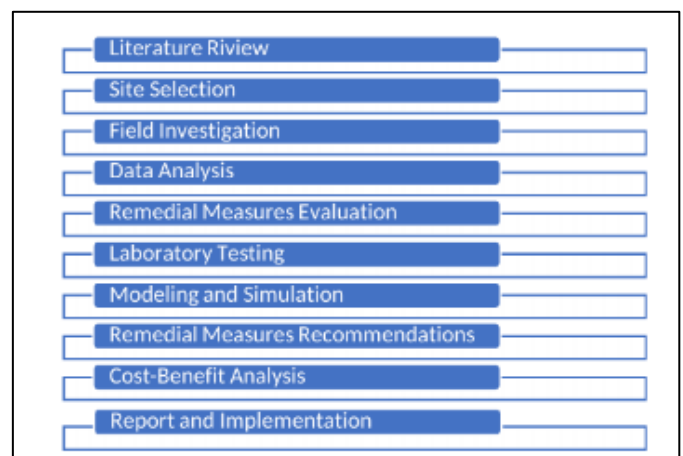 Literature Riview
Site Selection
Field Investigation
Data Analysis
Remedial Measures Evaluation
Laboratory Testing
Modeling and Simulation
Remedial Measures Recommendations
Cost-Benefit Analysis
Report and Implementation